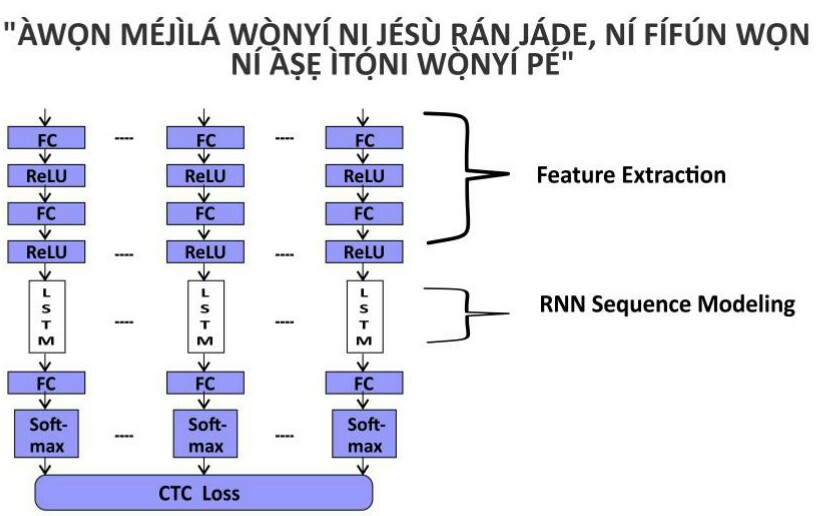 "ÀWỌN MÉJÌLÁ WỌ̀NYÍ NI JÉSÙ RÁN JÁDE, NÍ FÍFÚN WỌN
NÍ ÀṢẸ ÌTỌ́NI WỌ̀NYÍ PÉ"
FC ---- FC ---- FC
ReLU ReLU ReLU
FC FC FC
Feature Extraction
ReLU ---- ReLU ---- ReLU
LSTM ---- LSTM ---- LSTM
RNN Sequence Modeling
FC FC FC
Soft- Soft- Soft-
max ---- max ---- max
CTC Loss